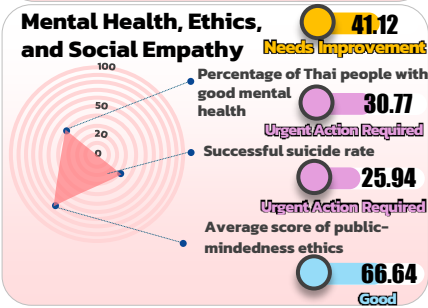 Mental Health, Ethics,
and Social Empathy
41.12
Needs Improvement
100
50
20
0
Percentage of Thai people with
good mental
health
30.77
Urgent Action Required
Successful suicide rate
25.94
Urgent Action Required
Average score of public-
mindedness ethics
66.64
Good